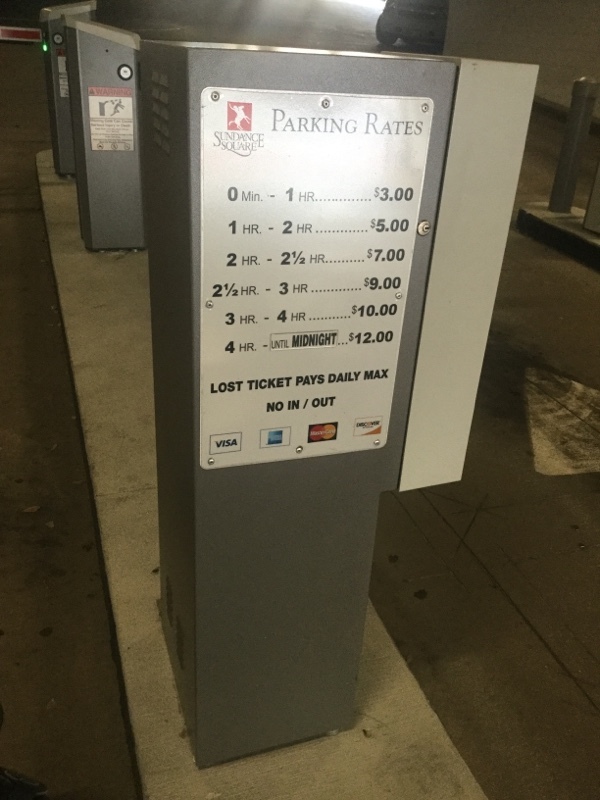 WARNING
SUNDANCE
SQUARE
PARKING RATES
0 MIN. - 1 HR..............$3.00
1 HR. - 2 HR.............$5.00
2 HR. - 2½ HR..........$7.00
2½ HR. - 3 HR.............$9.00
3 HR. - 4 HR...........$10.00
4 HR. - UNTIL MIDNIGHT...$12.00
LOST TICKET PAYS DAILY MAX
NO IN / OUT
VISA
MasterCard
DISCOVER